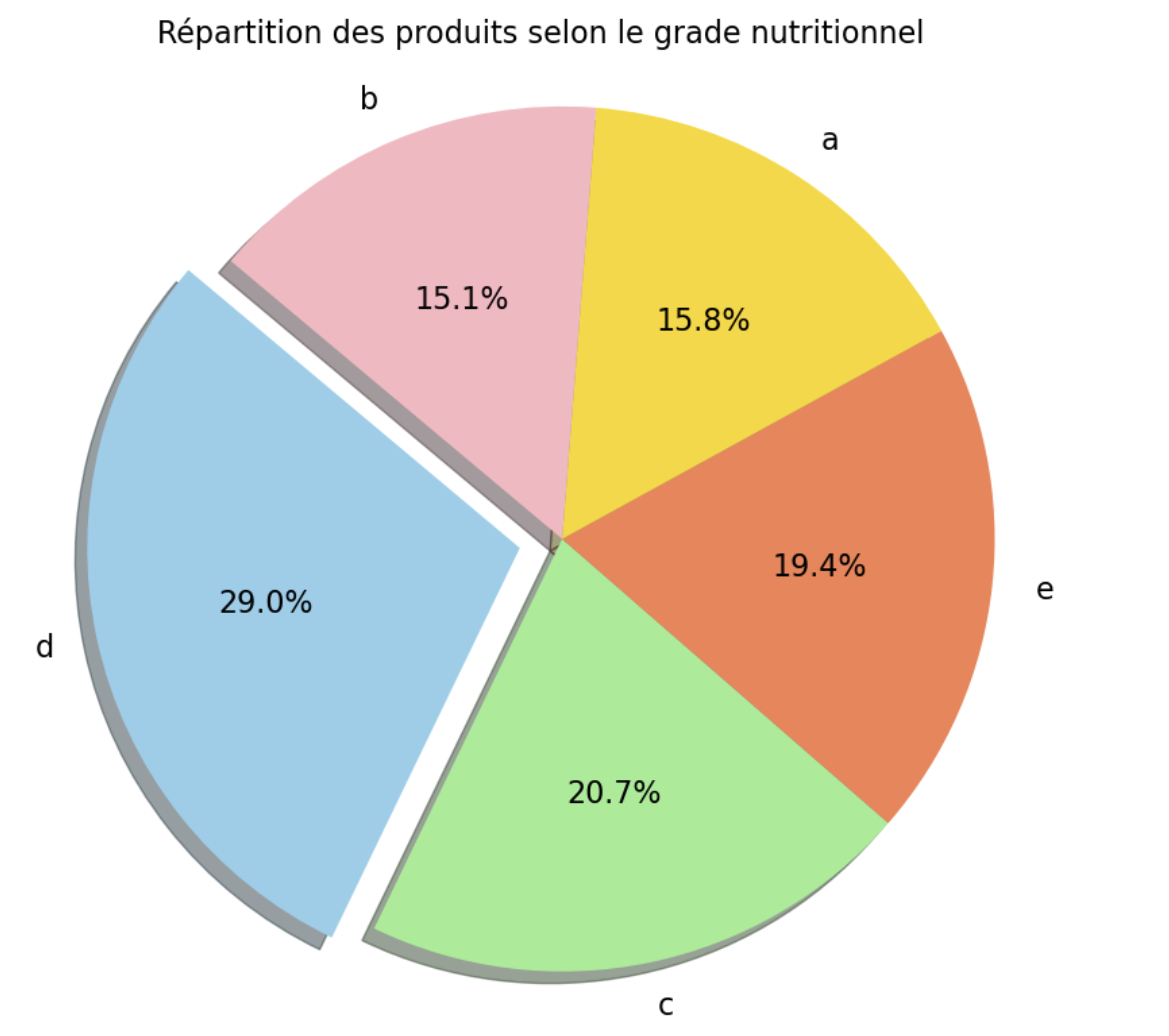 Répartition des produits selon le grade nutritionnel
b
a
15.1%
15.8%
19.4%
e
29.0%
d
20.7%
c